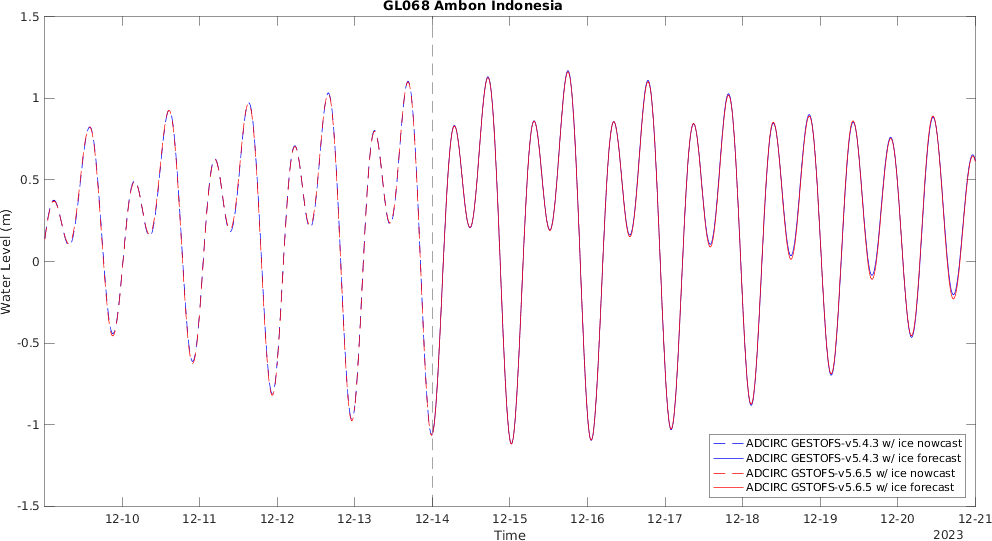 GL068 Ambon Indonesia
1.5
1
0.5
0
-0.5
-1
-1.5
Water Level (m)
ADCIRC GESTOFS-v5.4.3 w/ ice nowcast
ADCIRC GESTOFS-v5.4.3 w/ ice forecast
ADCIRC GSTOFS-v5.6.5 w/ ice nowcast
ADCIRC GSTOFS-v5.6.5 w/ ice forecast
12-10 12-11 12-12 12-13 12-14 12-15 12-16 12-17 12-18 12-19 12-20 12-21
Time
2023